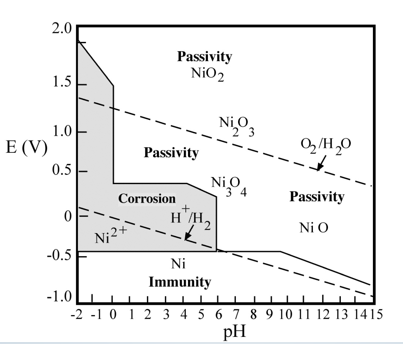 2.0
Passivity
NiO2
1.5
Ni2O3
1.0
O2/H2O
E (V)
Passivity
0.5
Ni3O4
Corrosion
Passivity
H+/H2
0
Ni O
Ni2+
-0.5
Ni
Immunity
-1.0
-2 -1 0 1 2 3 4 5 6 7 8 9 10 11 12 13 14 15
pH